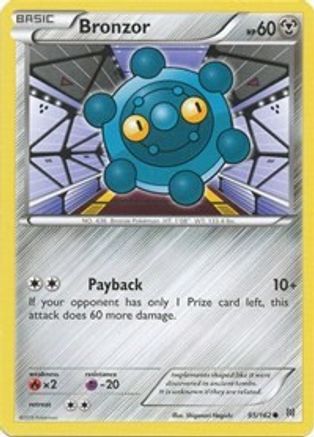 BASIC
Bronzor
HP60
NO. 436 Bronze Pokémon HT: 1'08" WT: 133.4 lbs.
Payback 10+
If your opponent has only 1 Prize card left, this
attack does 60 more damage.
weakness
resistance
×2
-20
retreat
Implements shaped like it were
discovered in ancient tombs.
It is unknown if they are related.
Illus. Shigenori Negishi
95/162